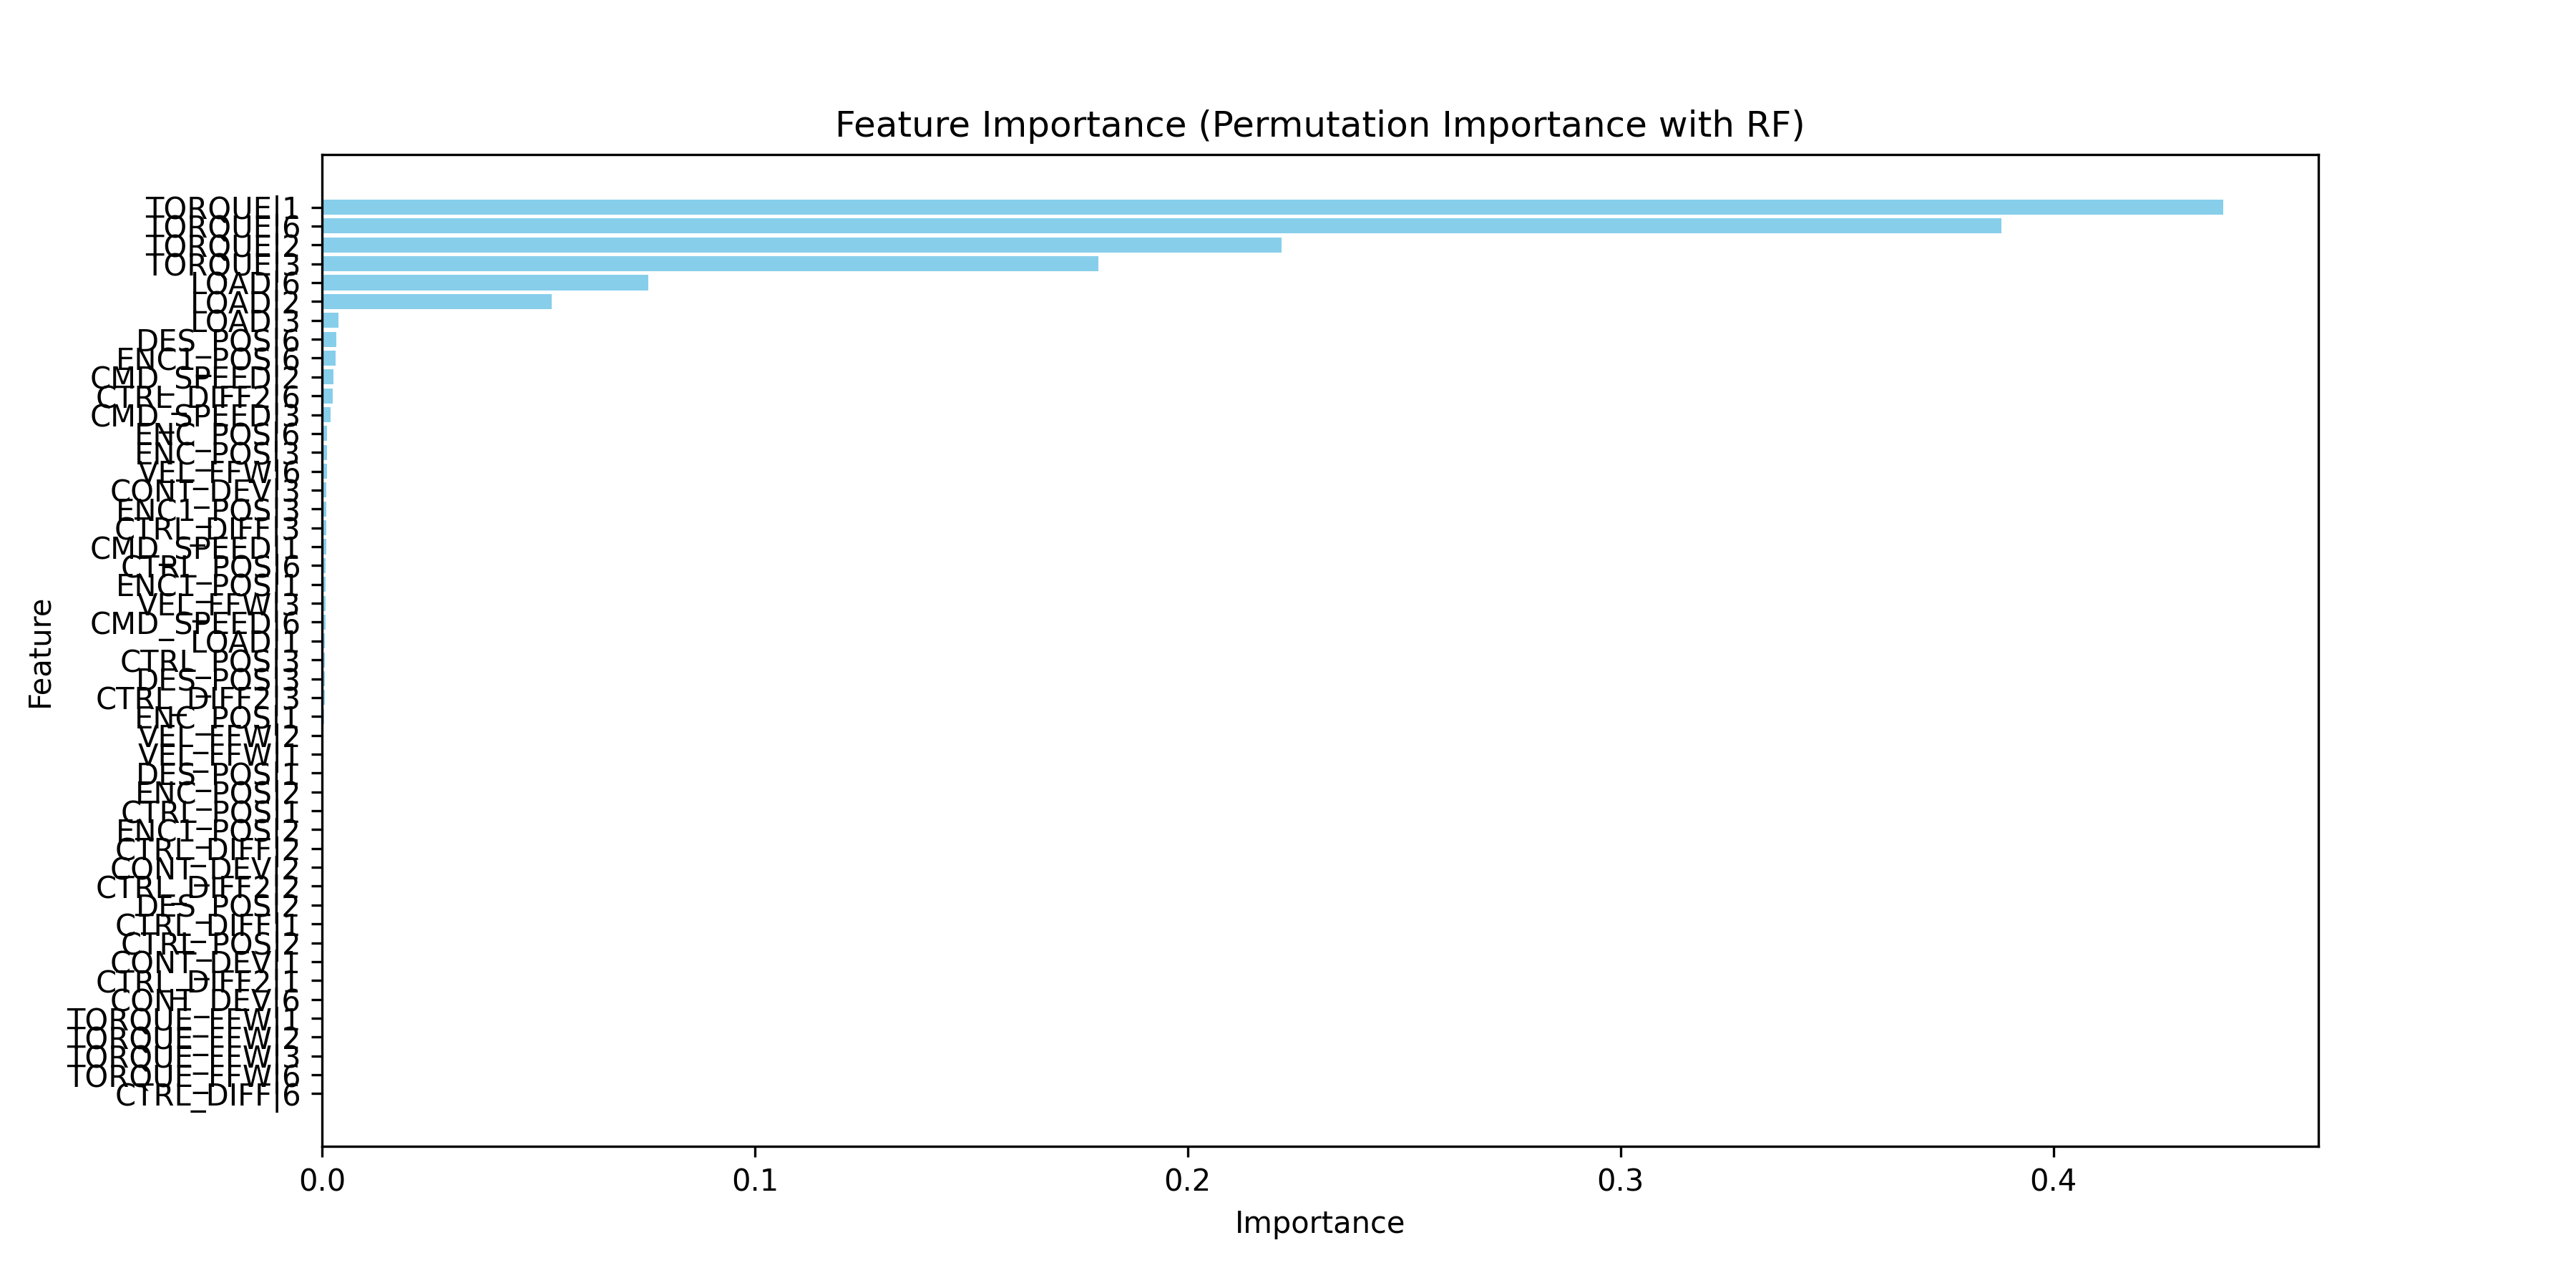 Feature Importance (Permutation Importance with RF)
TORQUE|1
TORQUE|6
TORQUE|2
TORQUE|3
LOAD|6
LOAD|2
LOAD|3
DES_POS|6
ENC1_POS|6
CMD_SPEED|2
CTRL_DIFF2|6
CMD_SPEED|3
ENC_POS|6
ENC_POS|3
VEL_FFW|6
CONT_DEV|3
ENC1_POS|3
CTRL_DIFF|3
CMD_SPEED|1
CTRL_POS|6
ENC1_POS|1
VEL_FFW|3
CMD_SPEED|6
LOAD|1
CTRL_POS|3
DES_POS|3
CTRL_DIFF2|3
ENC_POS|1
VEL_FFW|2
VEL_FFW|1
DES_POS|1
ENC_POS|2
CTRL_POS|1
ENC1_POS|2
CTRL_DIFF|2
CONT_DEV|2
CTRL_DIFF2|2
DES_POS|2
CTRL_DIFF|1
CTRL_POS|2
CONT_DEV|1
CTRL_DIFF2|1
CONT_DEV|6
TORQUE_FFW|1
TORQUE_FFW|2
TORQUE_FFW|3
TORQUE_FFW|6
CTRL_DIFF|6
Feature
0.0 0.1 0.2 0.3 0.4
Importance